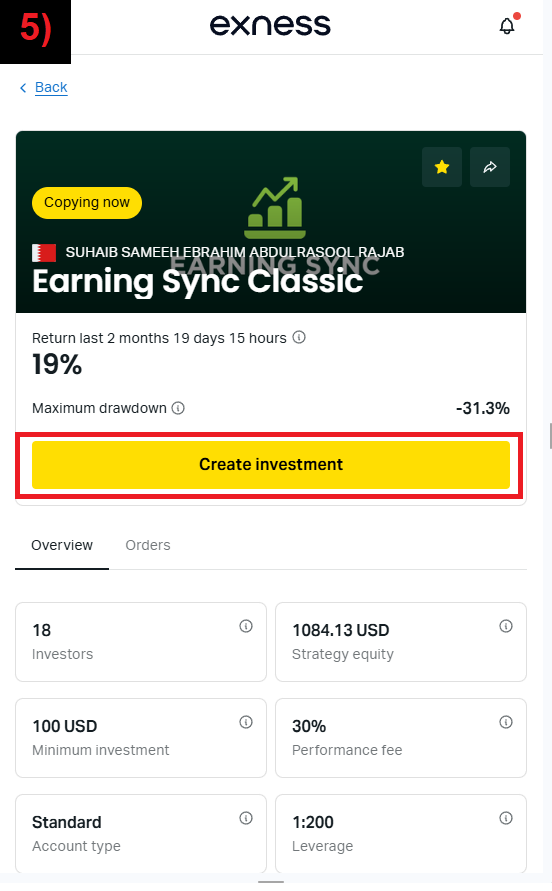 5)
exness
Back
Copying now
SUHAIB SAMEEH EBRAHIM ABDULRASOOL RAJAB
EARNING SYNC
Earning Sync Classic
Return last 2 months 19 days 15 hours
19%
Maximum drawdown
-31.3%
Create investment
Overview
Orders
18
Investors
1084.13 USD
Strategy equity
100 USD
Minimum investment
30%
Performance fee
Standard
Account type
1:200
Leverage